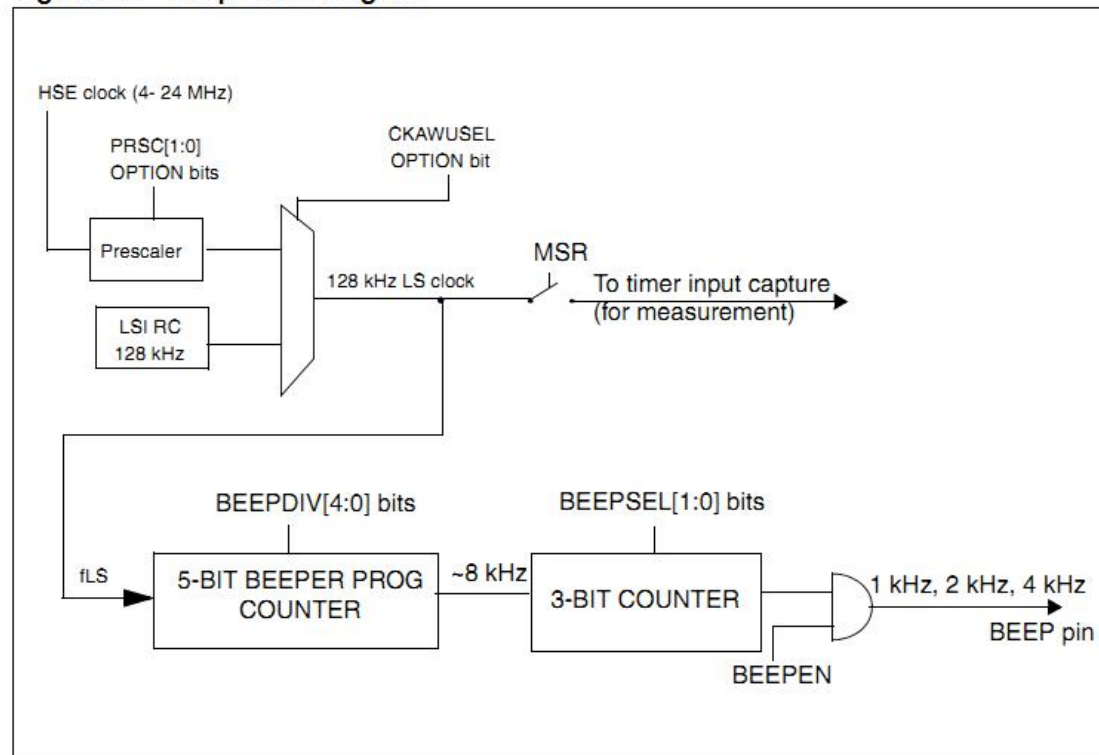 HSE clock (4- 24 MHz)
PRSC[1:0]
OPTION bits
CKAWUSEL
OPTION bit
Prescaler
128 kHz LS clock
MSR
To timer input capture
(for measurement)
LSI RC
128 kHz
BEEPDIV[4:0] bits
BEEPSEL[1:0] bits
fLS
5-BIT BEEPER PROG
COUNTER
~8 kHz
3-BIT COUNTER
1 kHz, 2 kHz, 4 kHz
BEEP pin
BEEPEN